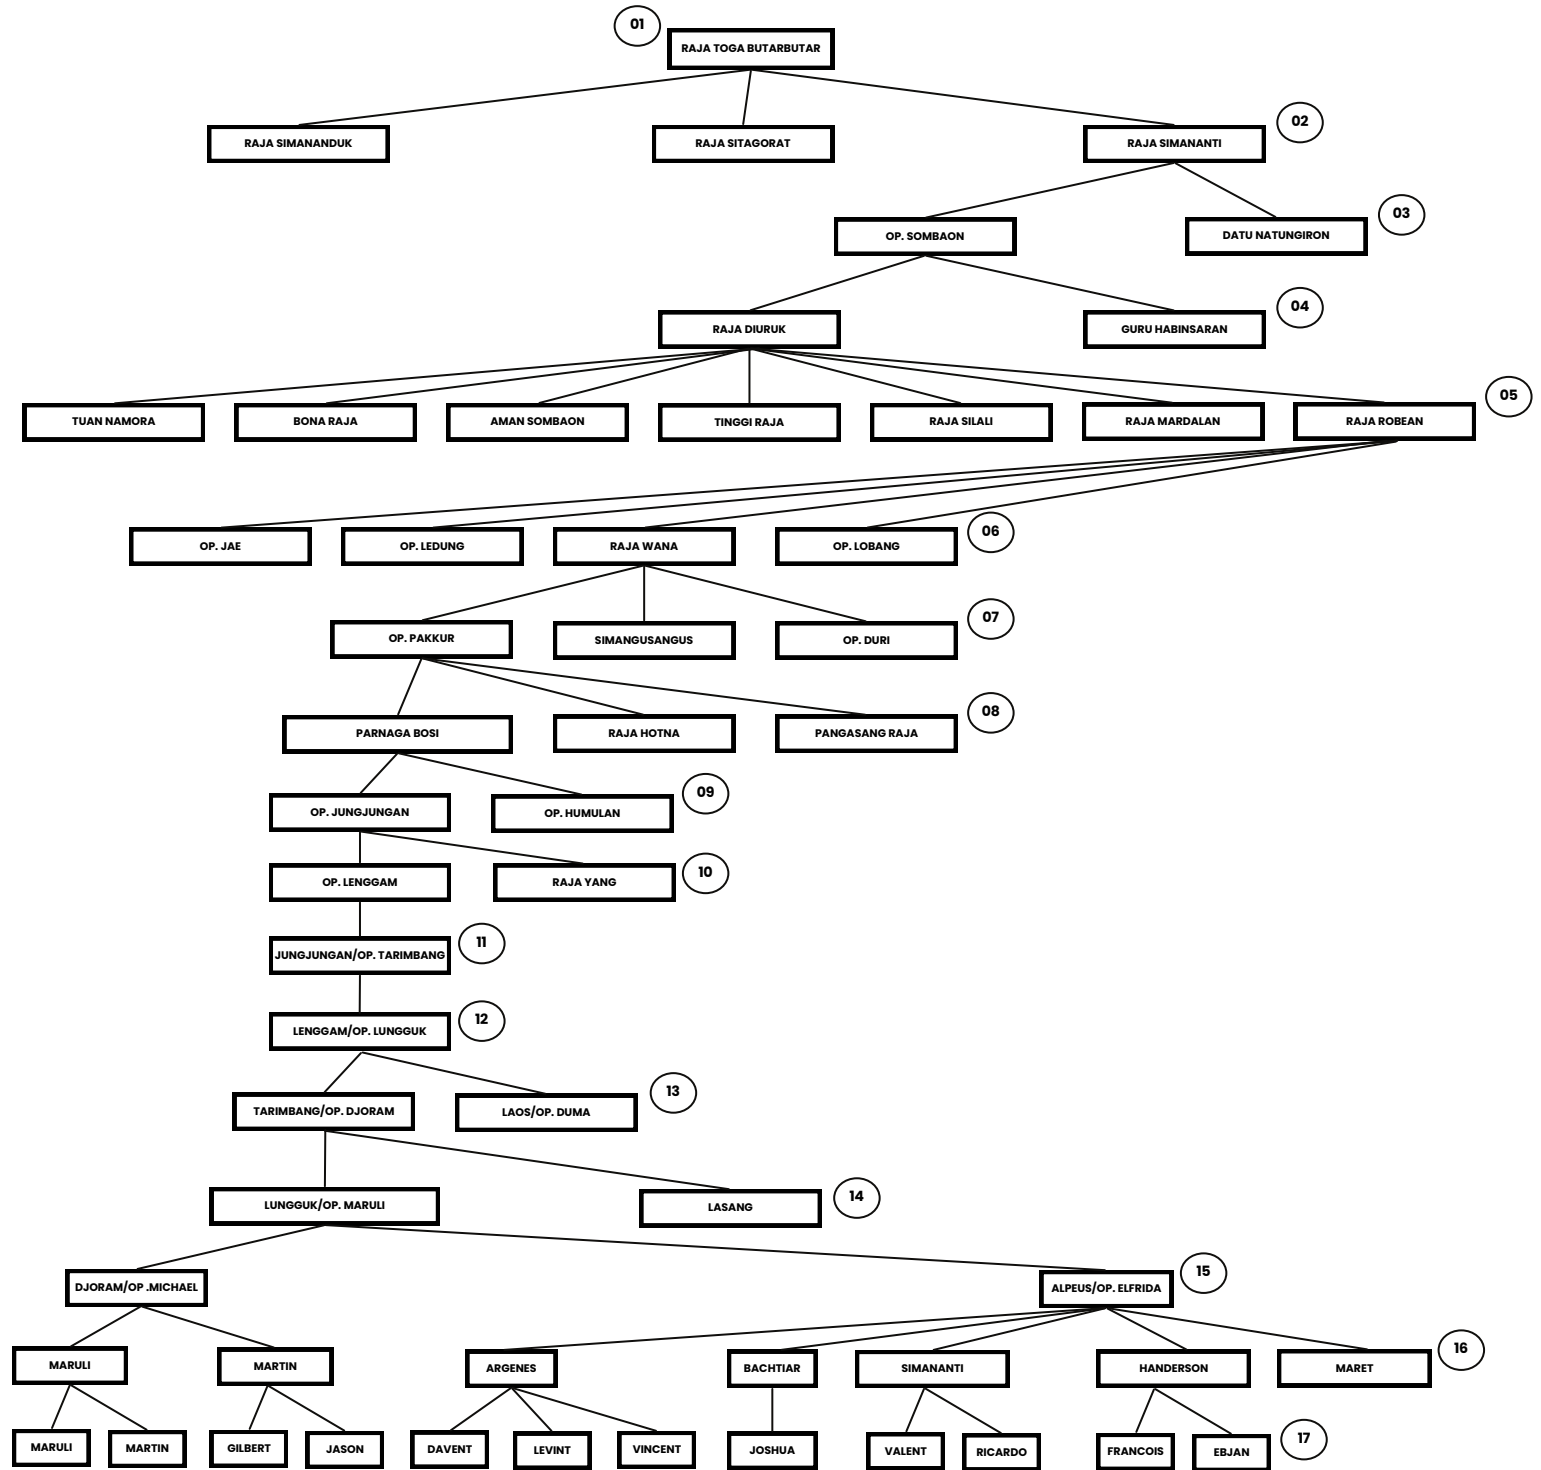 01
RAJA TOGA BUTARBUTAR
02
RAJA SIMANANDUK
RAJA SITAGORAT
RAJA SIMANANTI
03
OP. SOMBAON
DATU NATUNGIRON
04
RAJA DIURUK
GURU HABINSARAN
05
TUAN NAMORA
BONA RAJA
AMAN SOMBAON
TINGGI RAJA
RAJA SILALI
RAJA MARDALAN
RAJA ROBEAN
06
OP. JAE
OP. LEDUNG
RAJA WANA
OP. LOBANG
07
OP. PAKKUR
SIMANGUSANGUS
OP. DURI
08
PARNAGA BOSI
RAJA HOTNA
PANGASANG RAJA
09
OP. JUNGJUNGAN
OP. HUMULAN
10
OP. LENGGAM
RAJA YANG
11
JUNGJUNGAN/OP. TARIMBANG
12
LENGGAM/OP. LUNGGUK
13
TARIMBANG/OP. DJORAM
LAOS/OP. DUMA
14
LUNGGUK/OP. MARULI
LASANG
15
DJORAM/OP .MICHAEL
ALPEUS/OP. ELFRIDA
16
MARULI
MARTIN
ARGENES
BACHTIAR
SIMANANTI
HANDERSON
MARET
17
MARULI
MARTIN
GILBERT
JASON
DAVENT
LEVINT
VINCENT
JOSHUA
VALENT
RICARDO
FRANCOIS
EBJAN